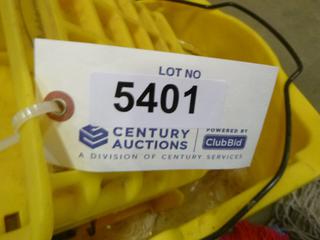 LOT NO
5401
CENTURY AUCTIONS
POWERED BY
ClubBid
A DIVISION OF CENTURY SERVICES